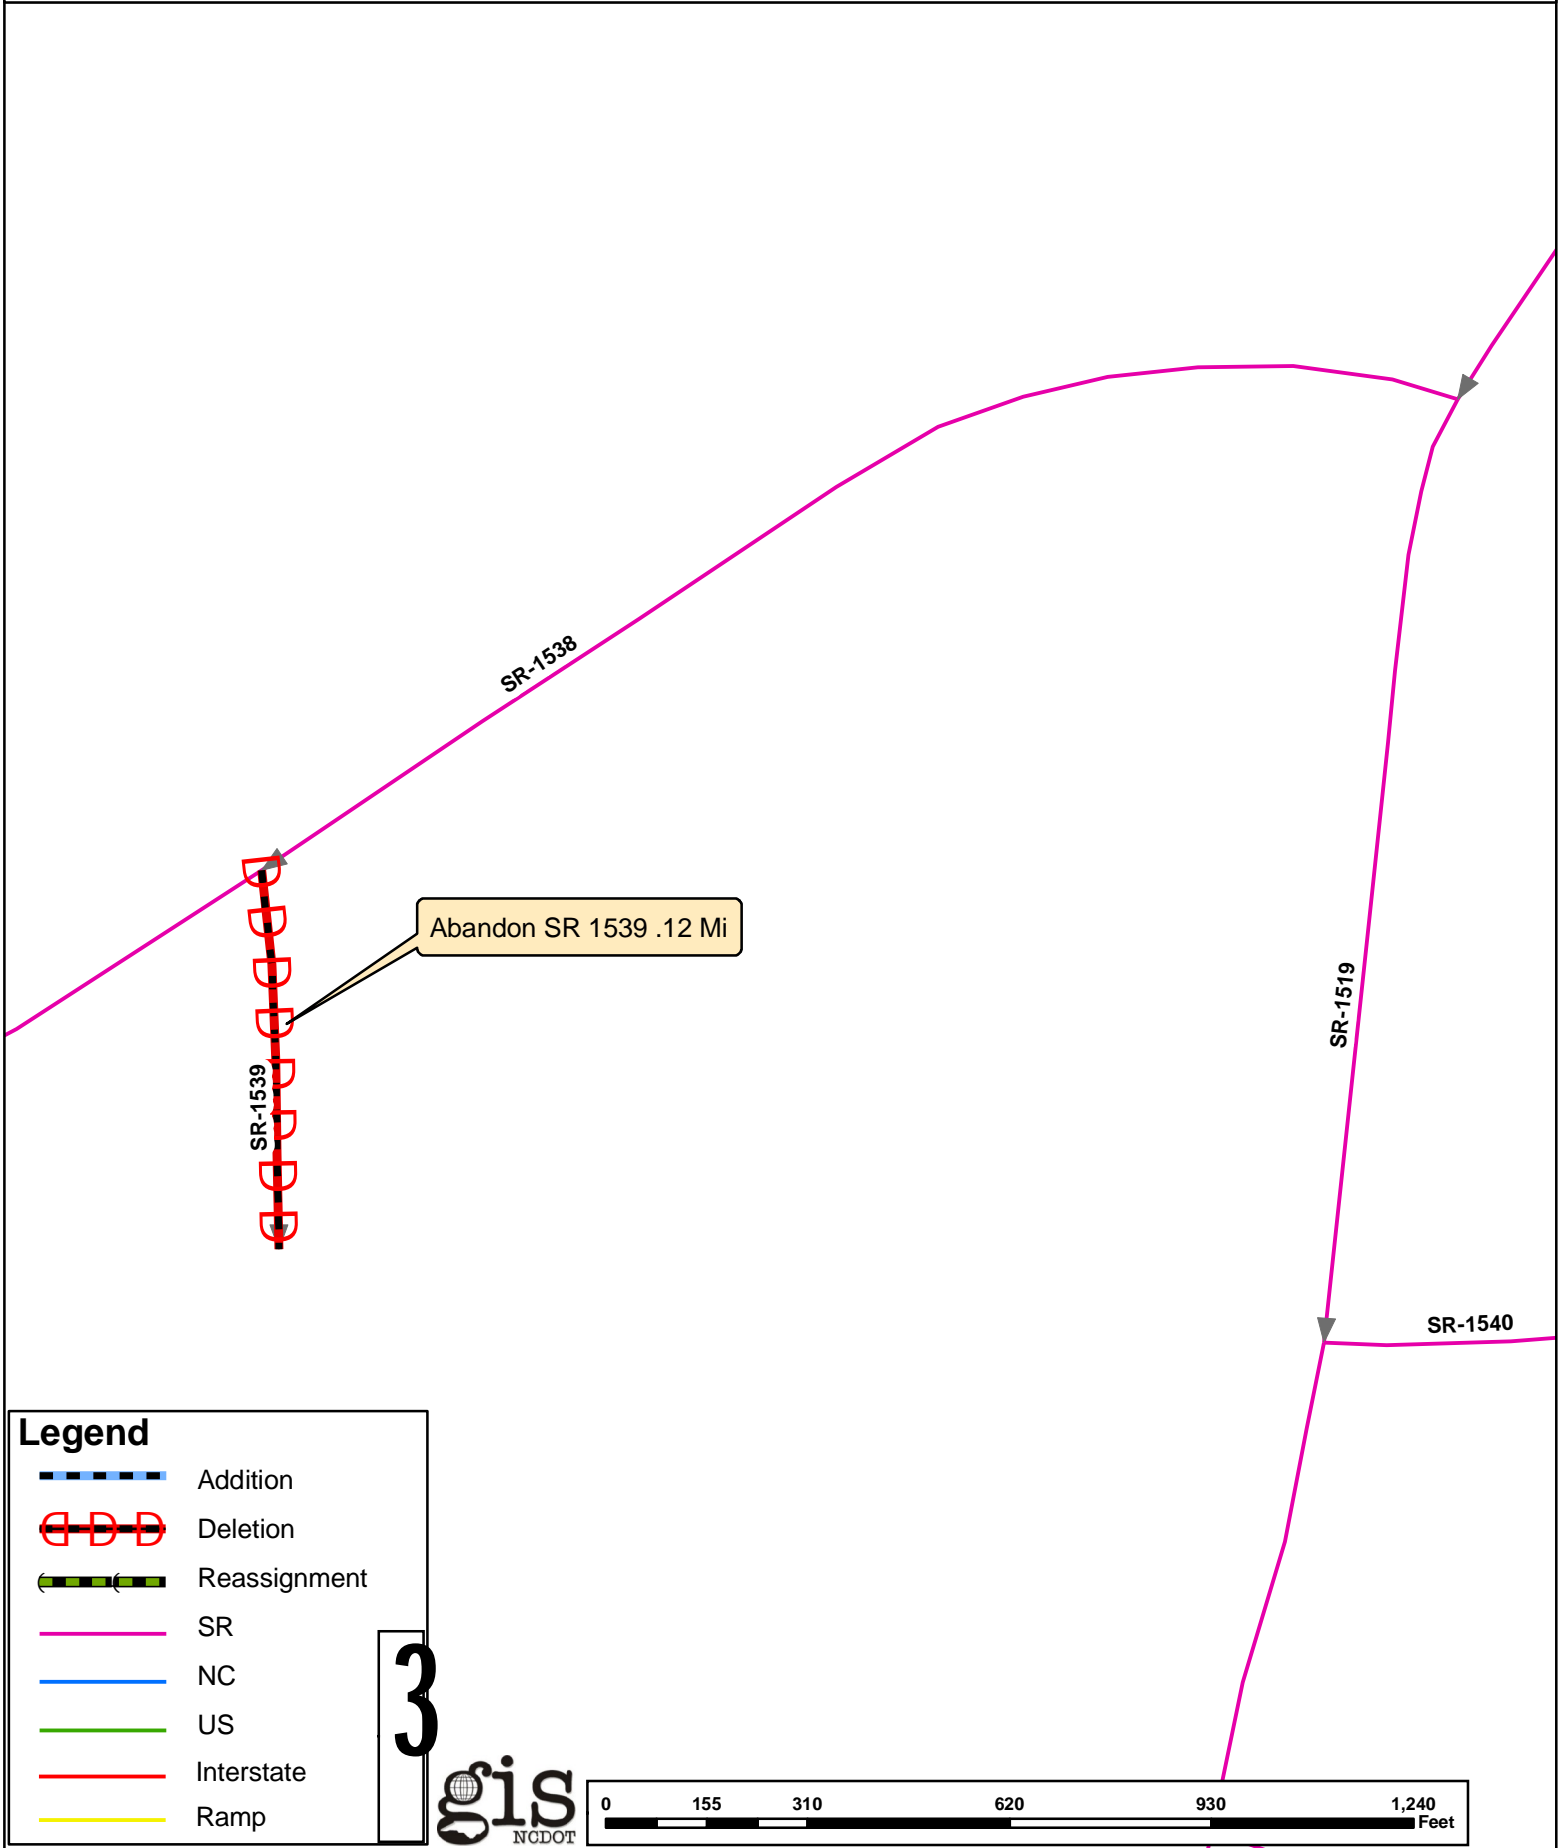 SR-1538
Abandon SR 1539 .12 Mi
SR-1519
SR-1539
SR-1540
Legend
Addition
Deletion
Reassignment
SR
NC
US
Interstate
Ramp
3
gis
NCDOT
0 155 310 620 930 1,240
Feet